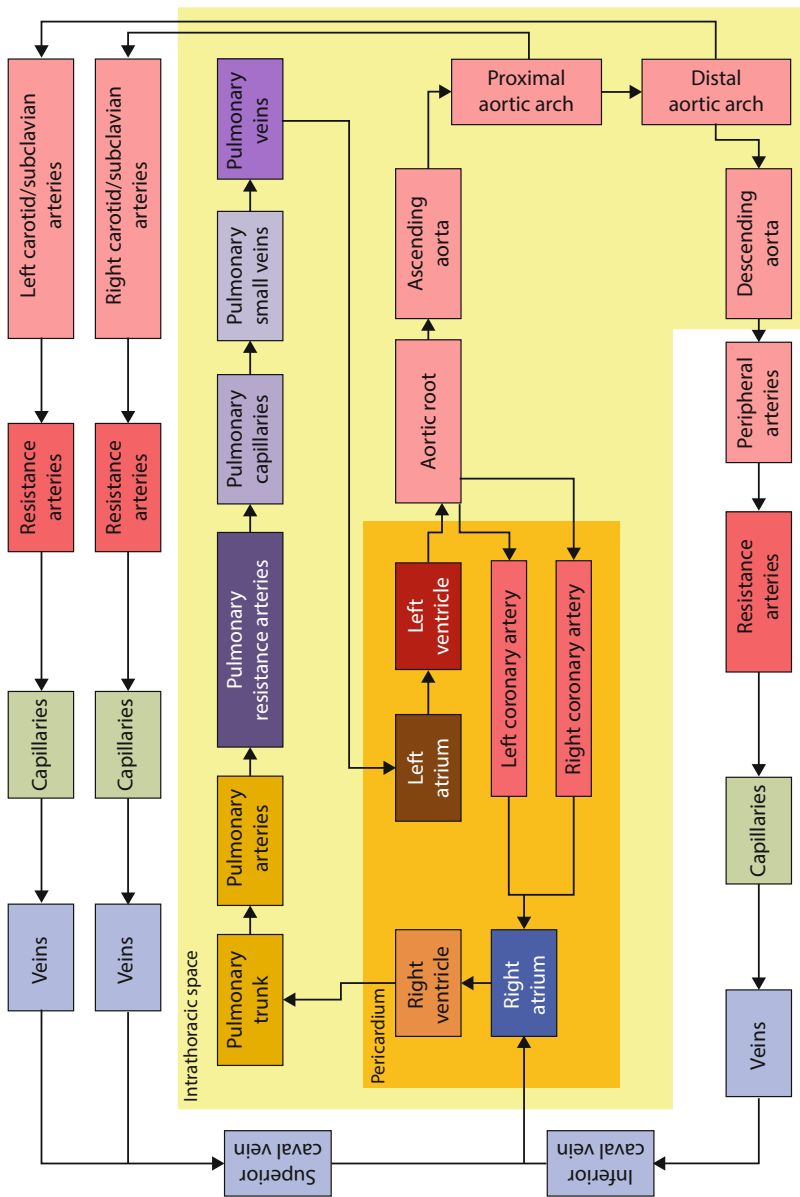 Left carotid/subclavian
arteries
Right carotid/subclavian
arteries
Resistance
arteries
Resistance
arteries
Capillaries
Capillaries
Veins
Veins
Intrathoracic space
Pulmonary
trunk
Pulmonary
arteries
Pulmonary
resistance arteries
Pulmonary
capillaries
Pulmonary
small veins
Pulmonary
veins
Pericardium
Right
ventricle
Right
atrium
Left
atrium
Left
ventricle
Left coronary artery
Right coronary artery
Aortic root
Ascending
aorta
Proximal
aortic arch
Distal
aortic arch
Descending
aorta
Peripheral
arteries
Resistance
arteries
Capillaries
Veins
Superior
caval vein
Inferior
caval vein